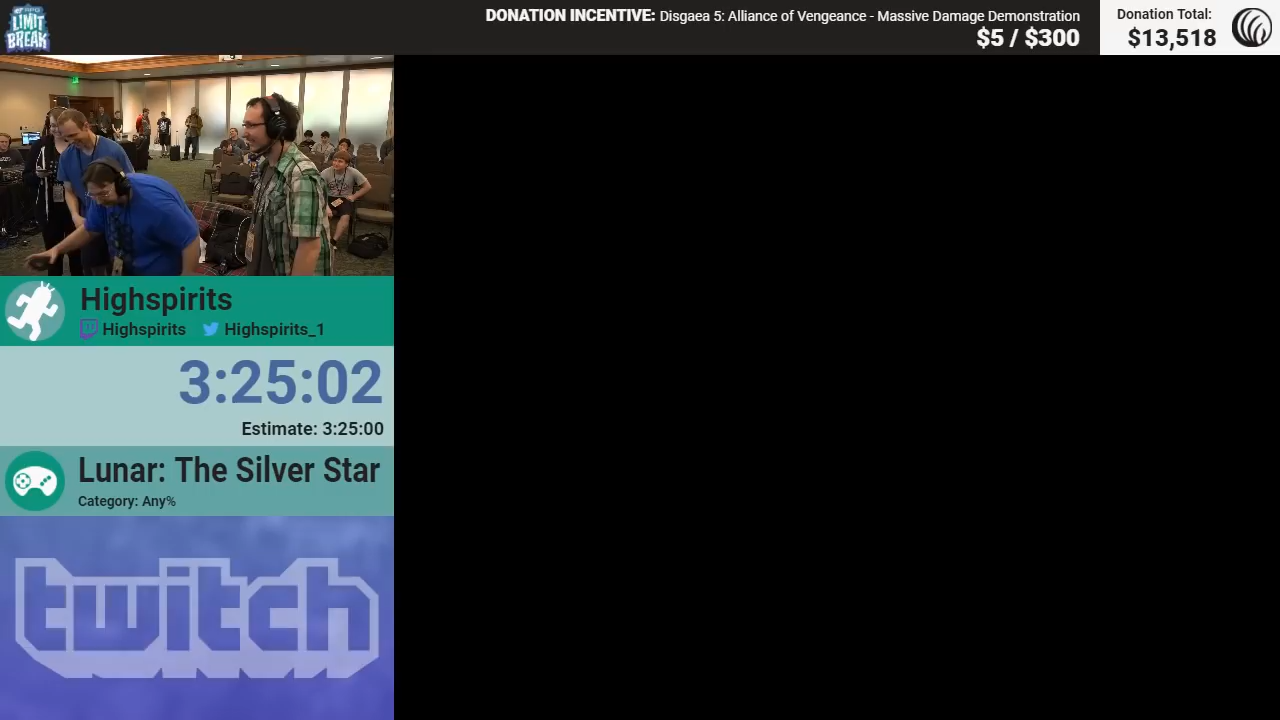 RPG
LIMIT
BREAK
DONATION INCENTIVE: Disgaea 5: Alliance of Vengeance - Massive Damage Demonstration
$5 / $300
Donation Total:
$13,518
Highspirits
Highspirits Highspirits_1
3:25:02
Estimate: 3:25:00
Lunar: The Silver Star
Category: Any%
twitch